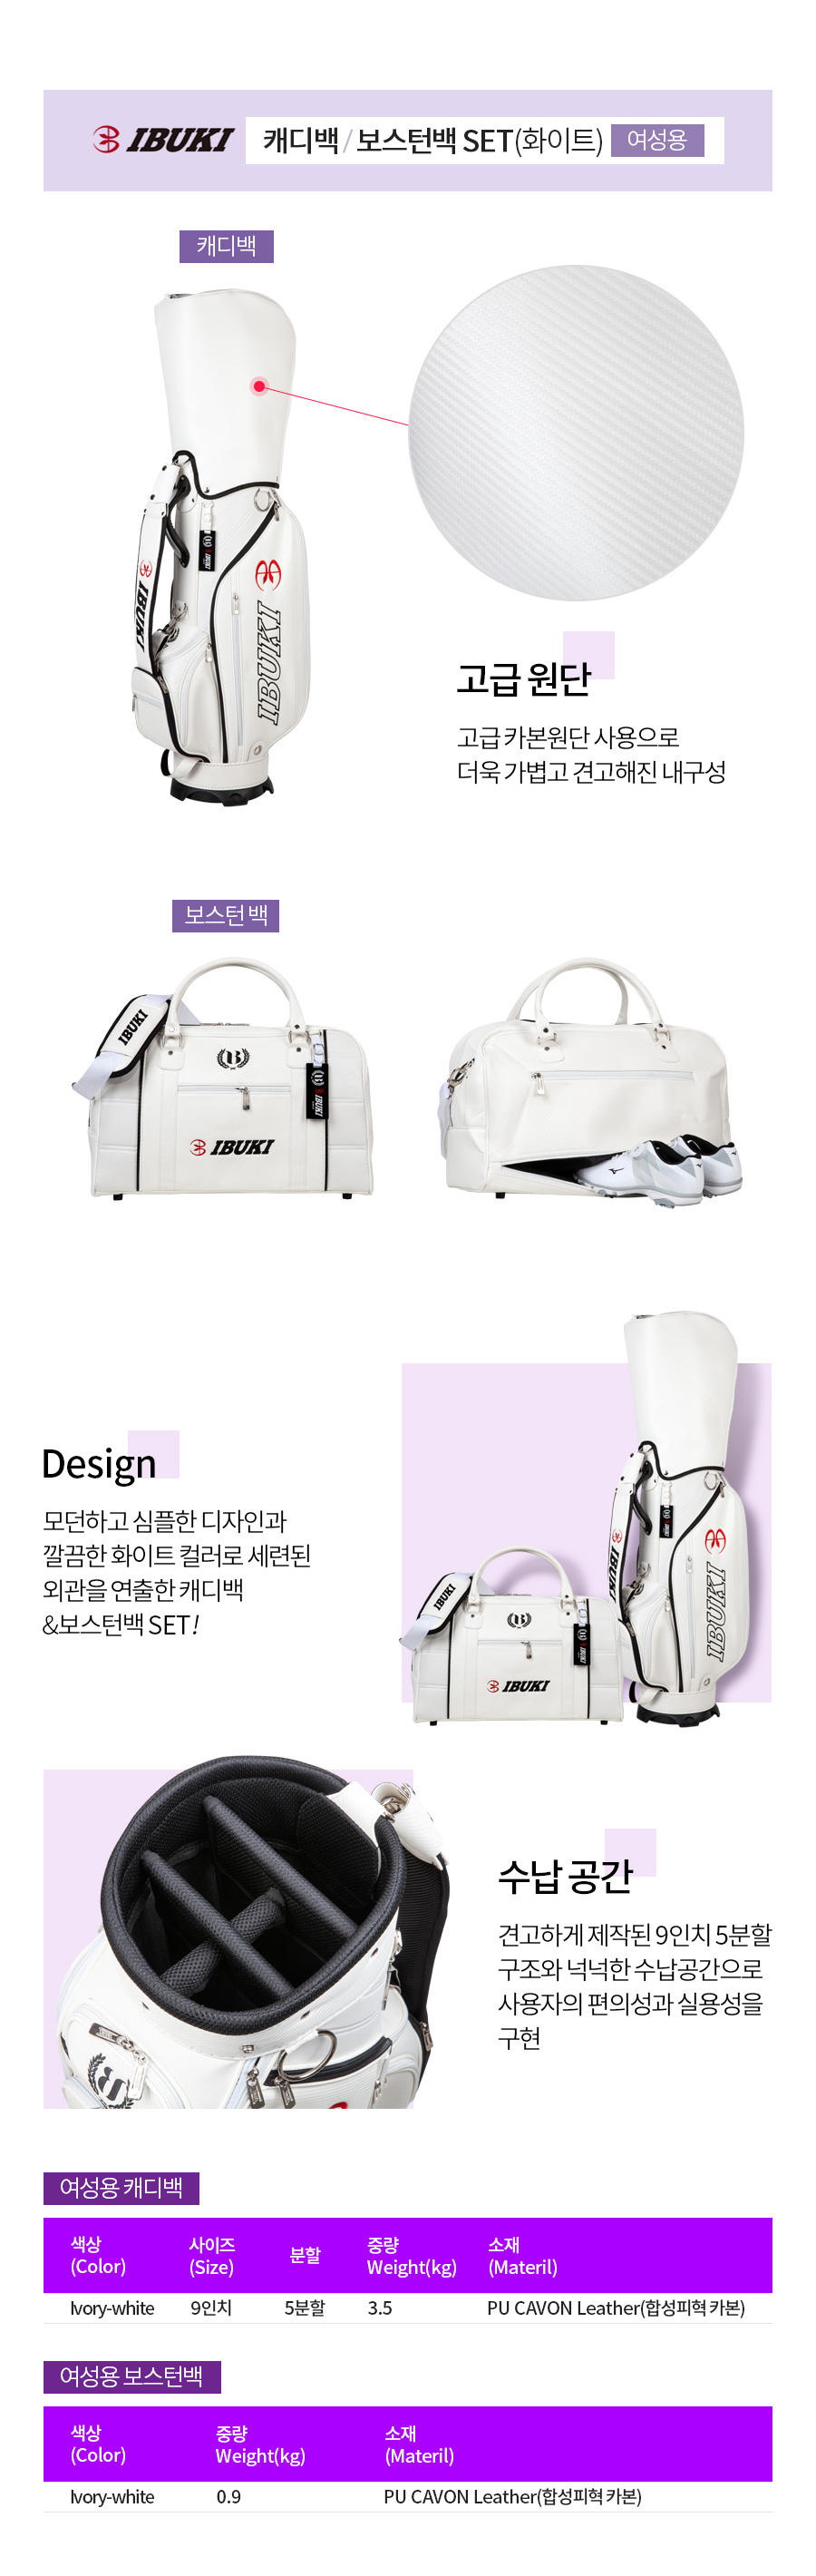 IBUKI 캐디백 / 보스턴백 SET(화이트) 여성용
캐디백
IBUKI
IBUKI
IBUKI
고급 원단
고급 카본원단 사용으로
더욱 가볍고 견고해진 내구성
보스턴 백
IBUKI
B
IBUKI
IBUKI
Design
모던하고 심플한 디자인과
깔끔한 화이트 컬러로 세련된
외관을 연출한 캐디백
&보스턴백 SET!
IBUKI
B
IBUKI
IBUKI
IBUKI
IBUKI
수납 공간
견고하게 제작된 9인치 5분할
구조와 넉넉한 수납공간으로
사용자의 편의성과 실용성을
구현
B
여성용 캐디백
색상 사이즈 분할 중량 소재
(Color) (Size) Weight(kg) (Materil)
Ivory-white 9인치 5분할 3.5 PU CAVON Leather(합성피혁 카본)
여성용 보스턴백
색상 중량 소재
(Color) Weight(kg) (Materil)
Ivory-white 0.9 PU CAVON Leather(합성피혁 카본)